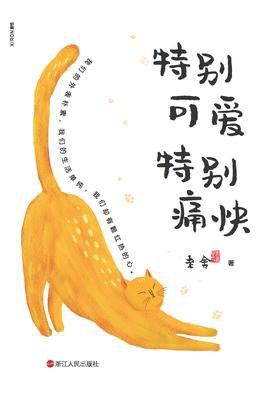 特别
可爱
特别
痛快
老舍 著
我们的外表朴素，我们的生活单纯，我们却有颗红热的心。
浙江人民出版社